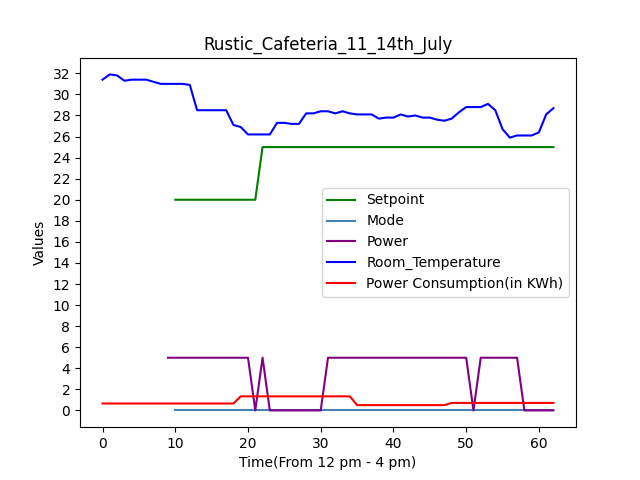 Rustic_Cafeteria_11_14th_July
32
30
28
26
24
22
20
18
16
14
12
10
8
6
4
2
0
Values
Setpoint
Mode
Power
Room_Temperature
Power Consumption(in KWh)
0 10 20 30 40 50 60
Time(From 12 pm - 4 pm)